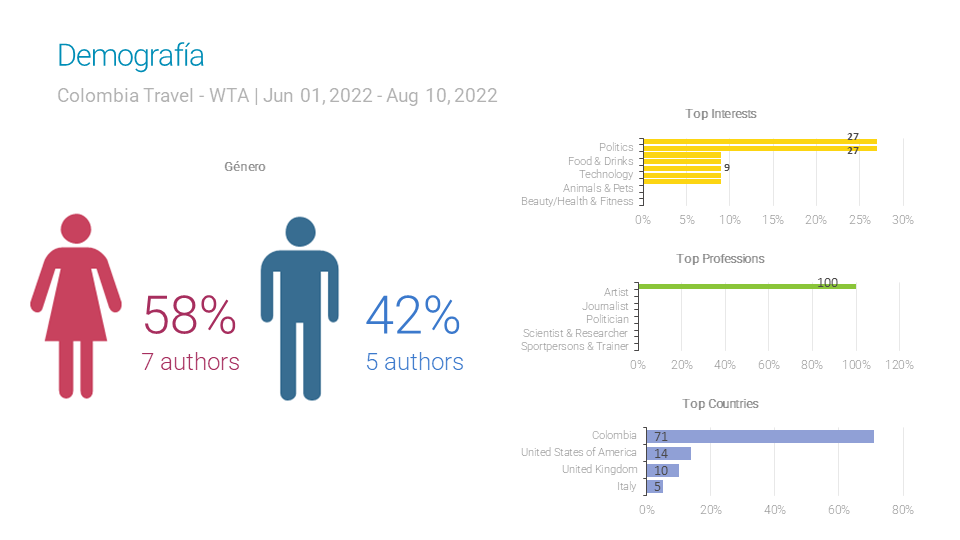 Demografía
Colombia Travel - WTA | Jun 01, 2022 - Aug 10, 2022
Género
58%
7 authors
42%
5 authors
Top Interests
27
Politics
27
Food & Drinks
9
Technology
Animals & Pets
Beauty/Health & Fitness
0% 5% 10% 15% 20% 25% 30%
Top Professions
100
Artist
Journalist
Politician
Scientist & Researcher
Sportpersons & Trainer
0% 20% 40% 60% 80% 100% 120%
Top Countries
Colombia 71
United States of America 14
United Kingdom 10
Italy 5
0% 20% 40% 60% 80%